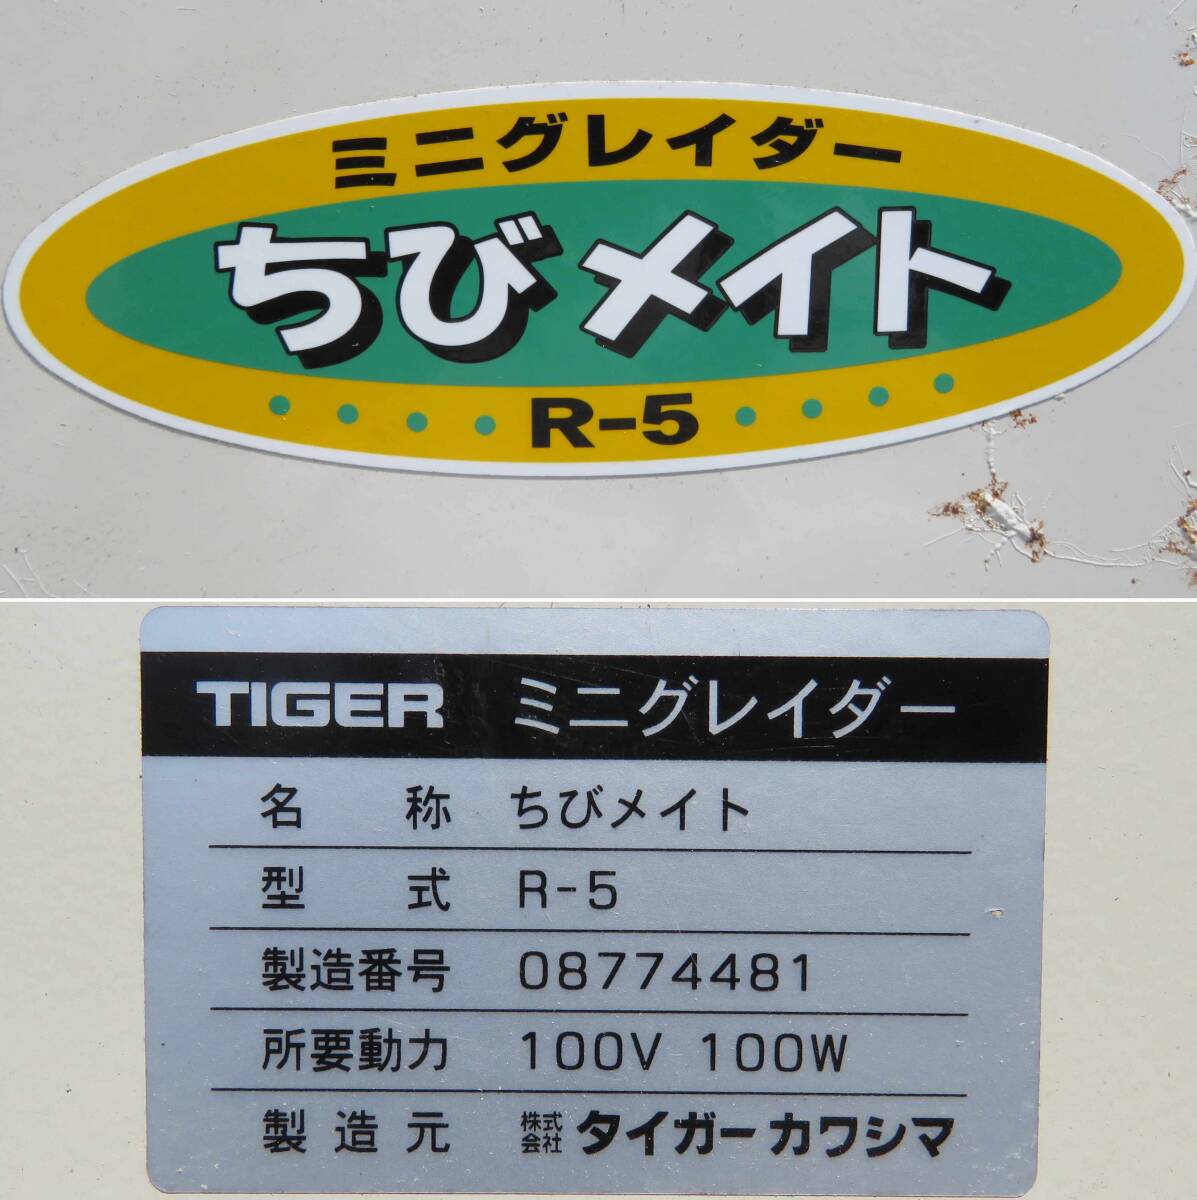 ミニグレイダー
ちびメイト
R-5
TIGER ミニグレイダー
名称 ちびメイト
型式 R-5
製造番号 08774481
所要動力 100V 100W
製造元 株式会社 タイガーカワシマ